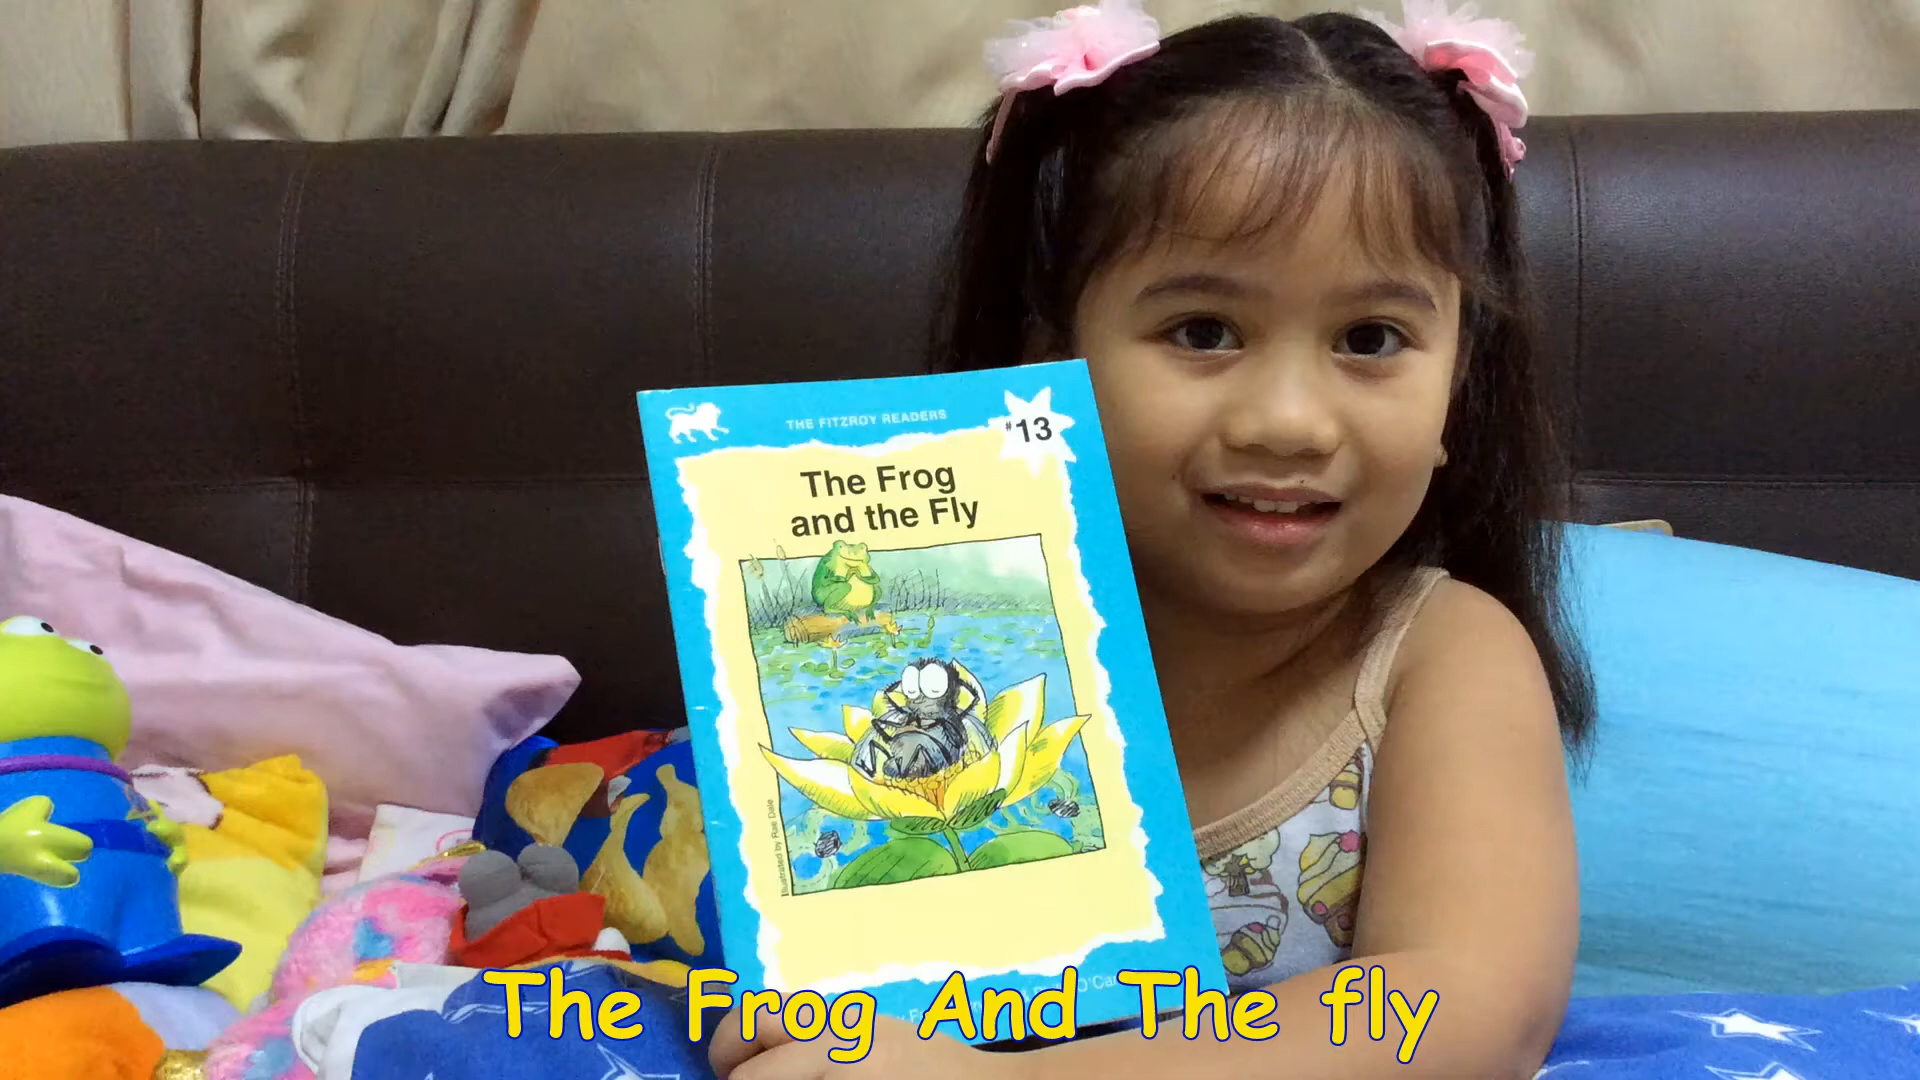 THE FITZROY READERS
#13
The Frog
and the Fly
Illustrated by Rae Dale
The Frog And The fly